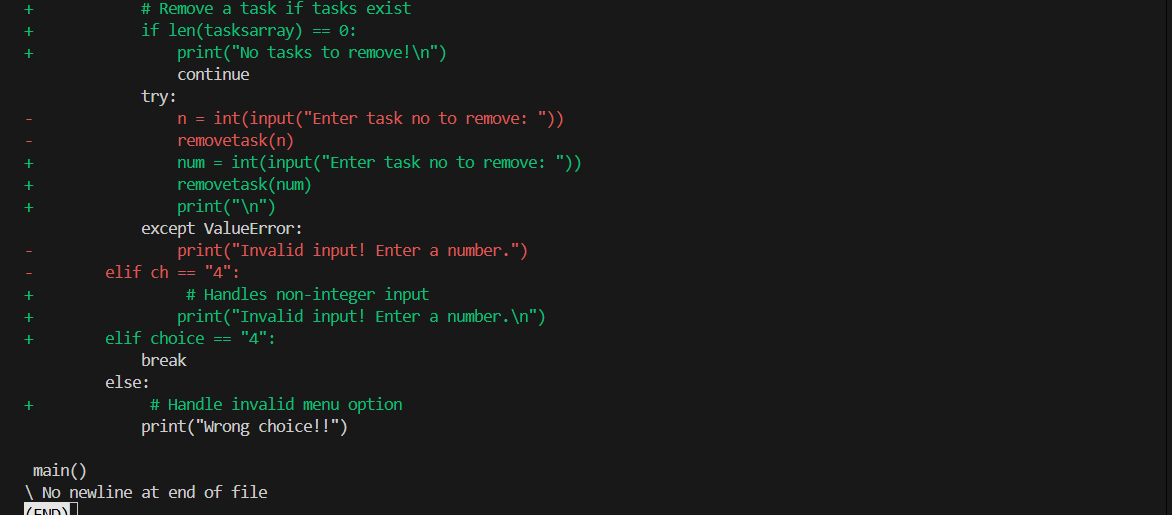 +            # Remove a task if tasks exist
+            if len(tasksarray) == 0:
+                print("No tasks to remove!\n")
                 continue
             try:
-                n = int(input("Enter task no to remove: "))
-                removetask(n)
+                num = int(input("Enter task no to remove: "))
+                removetask(num)
+                print("\n")
             except ValueError:
-                print("Invalid input! Enter a number.")
-        elif ch == "4":
+                 # Handles non-integer input
+                print("Invalid input! Enter a number.\n")
+        elif choice == "4":
             break
         else:
+             # Handle invalid menu option
             print("Wrong choice!!")

 main()
\ No newline at end of file
(END)